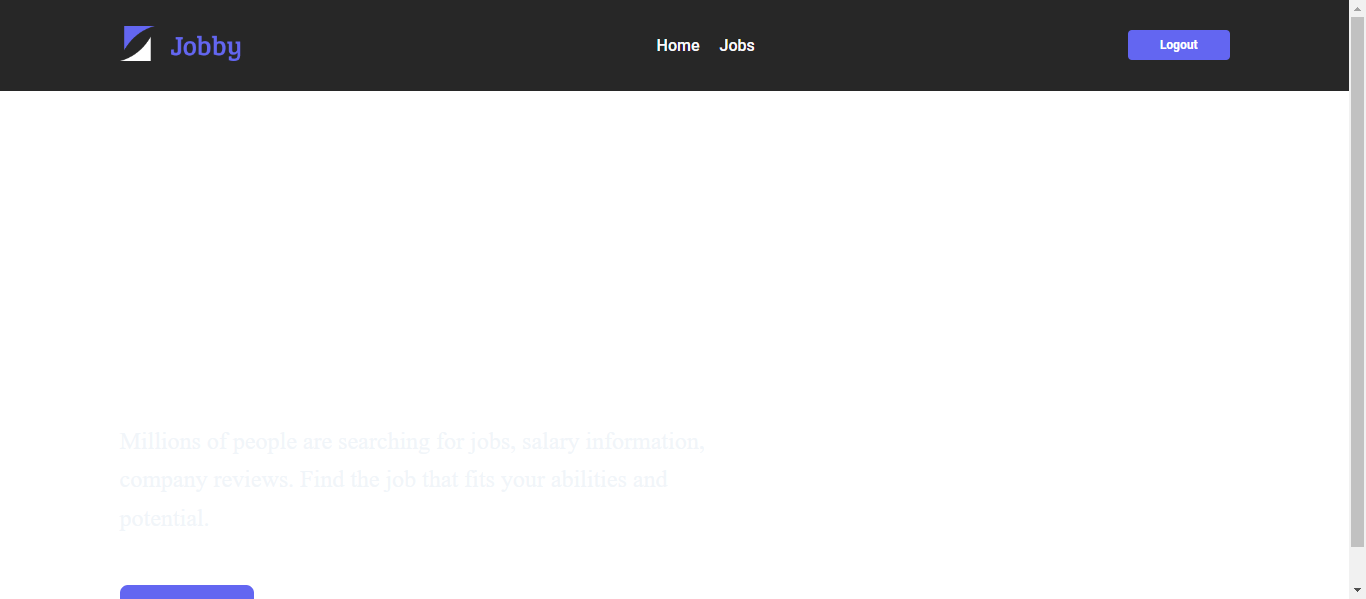 Jobby
Home
Jobs
Logout
Millions of people are searching for jobs, salary information,
company reviews. Find the job that fits your abilities and
potential.